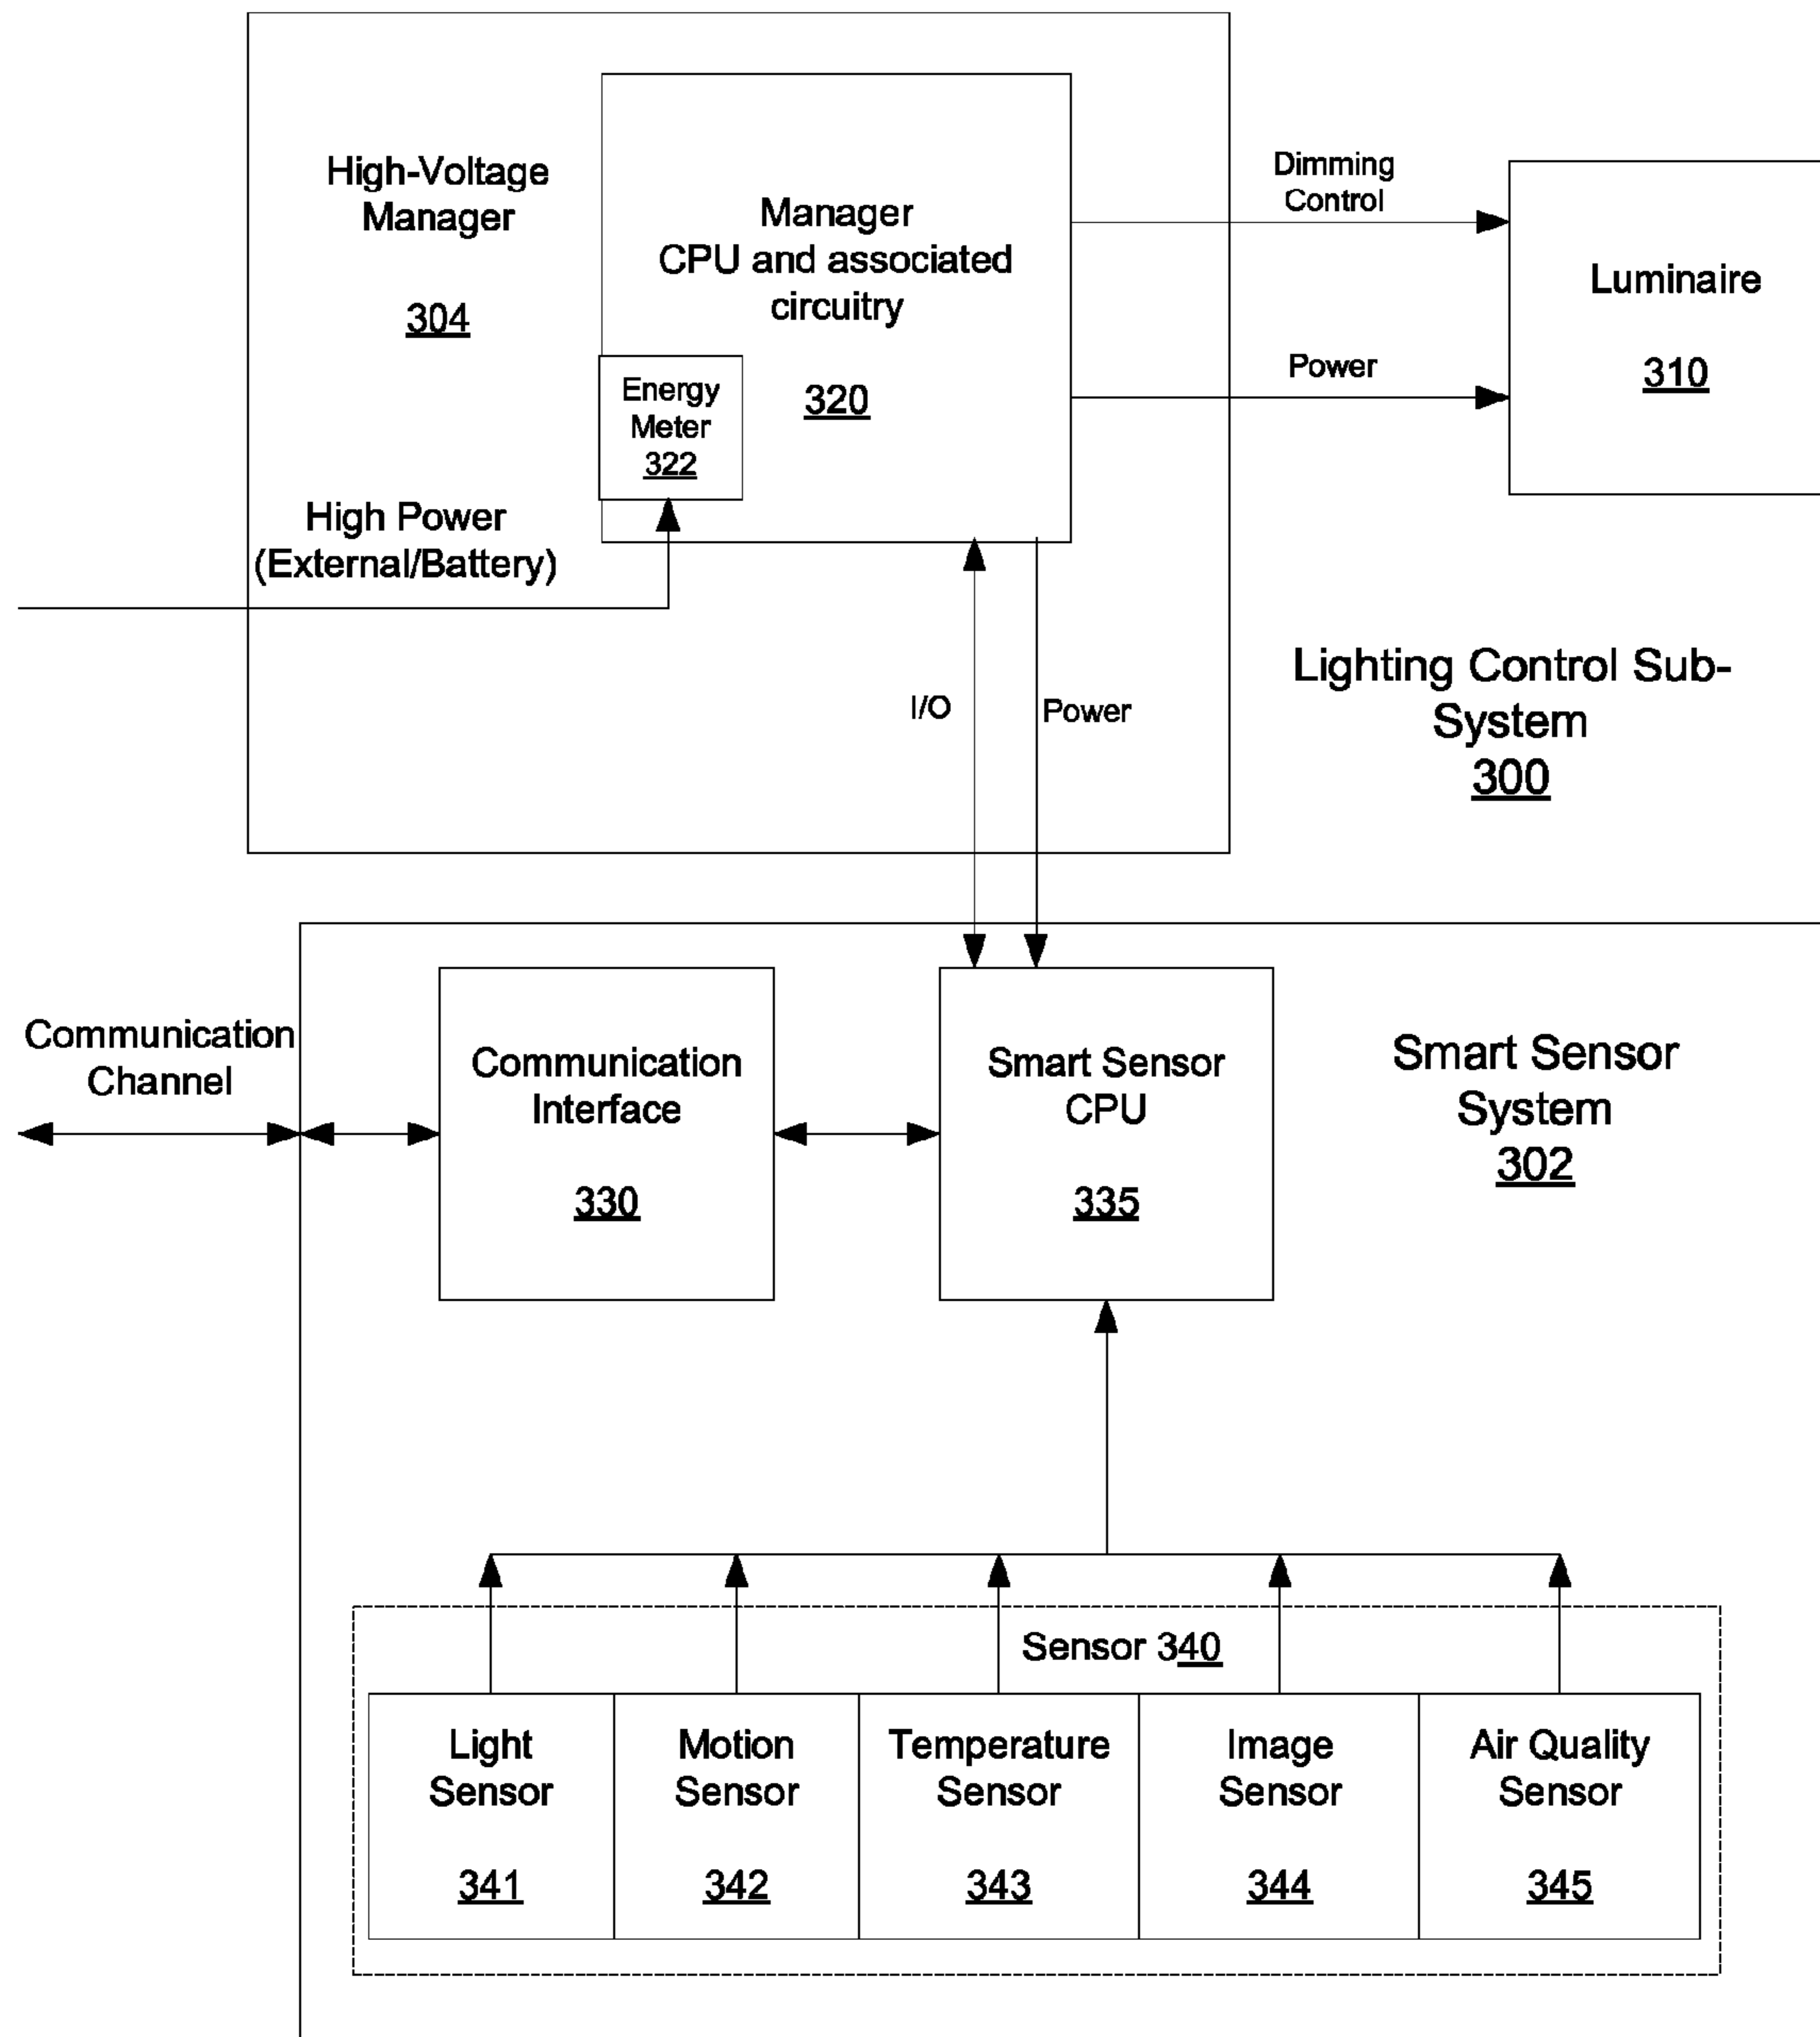 High-Voltage
Manager
304
Manager
CPU and associated
circuitry
320
Energy
Meter
322
High Power
(External/Battery)
Dimming
Control
Power
Luminaire
310
I/O
Power
Lighting Control Sub-
System
300
Communication
Channel
Communication
Interface
330
Smart Sensor
CPU
335
Smart Sensor
System
302
Sensor 340
Light
Sensor
341
Motion
Sensor
342
Temperature
Sensor
343
Image
Sensor
344
Air Quality
Sensor
345